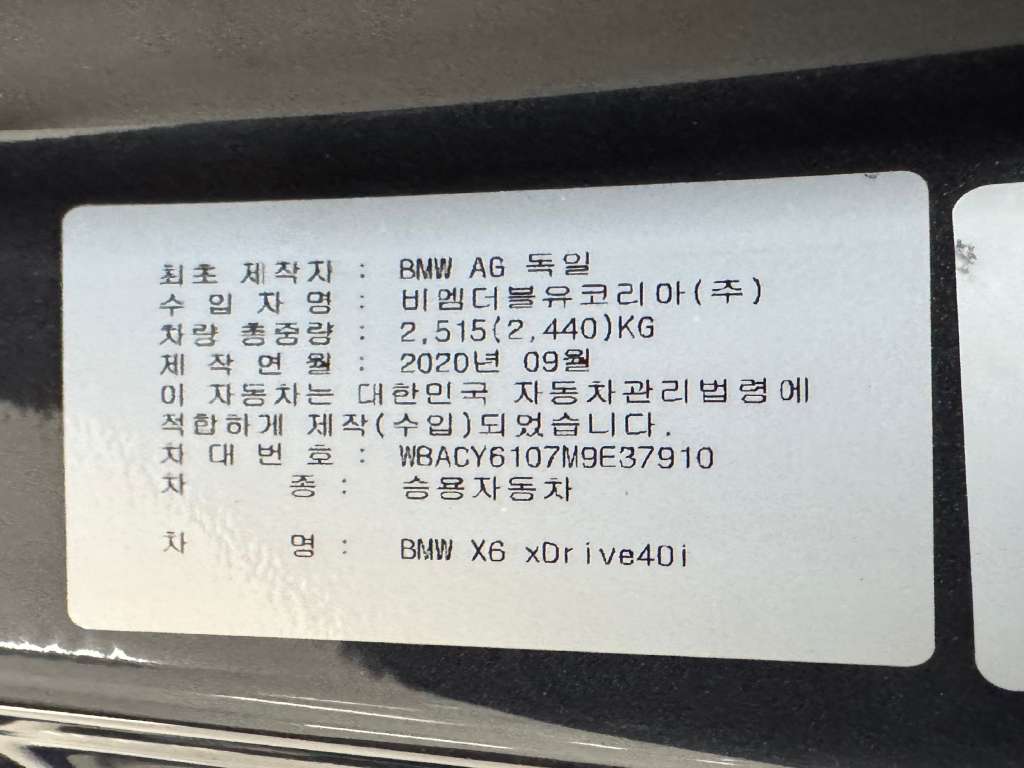 최초 제작자 : BMW AG 독일
수 입 자 명 : 비엠더블유코리아(주)
차량 총중량 : 2,515(2,440)KG
제 작 연 월 : 2020년 09월
이 자동차는 대한민국 자동차관리법령에
적합하게 제작(수입)되었습니다.
차 대 번 호 : WBACY6107M9E37910
차 종 : 승용자동차
차 명 : BMW X6 xDrive40i